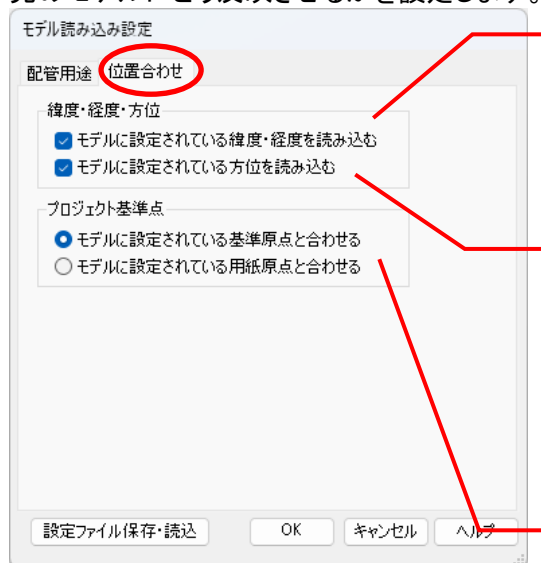 モデル読み込み設定
配管用途 位置合わせ
緯度・経度・方位
モデルに設定されている緯度・経度を読み込む
モデルに設定されている方位を読み込む
プロジェクト基準点
モデルに設定されている基準原点と合わせる
モデルに設定されている用紙原点と合わせる
設定ファイル保存・読込 OK キャンセル ヘルプ